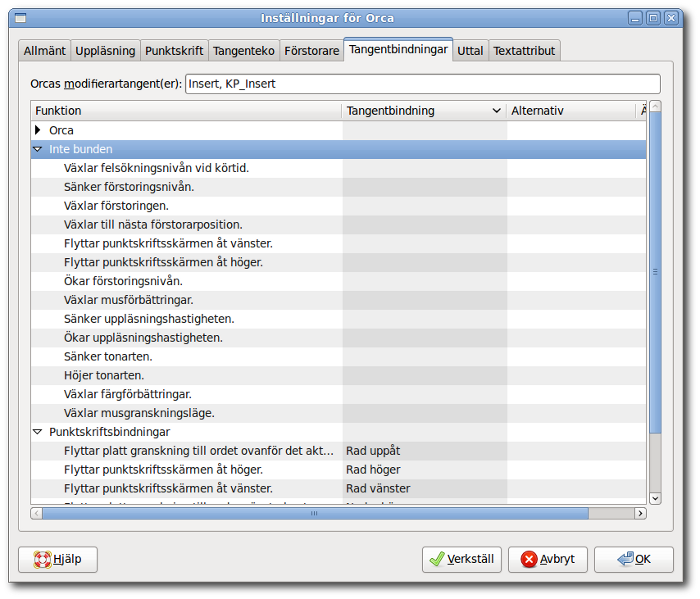 Inställningar för Orca
Allmänt Uppläsning Punktskrift Tangenteko Förstorare Tangentbindningar Uttal Textattribut
Orcas modifierartangent(er): Insert, KP_Insert
Funktion Tangentbindning Alternativ
Orca
Inte bunden
Växlar felsökningsnivån vid körtid.
Sänker förstoringsnivån.
Växlar förstoringen.
Växlar till nästa förstorarposition.
Flyttar punktskriftsskärmen åt vänster.
Flyttar punktskriftsskärmen åt höger.
Ökar förstoringsnivån.
Växlar musförbättringar.
Sänker uppläsningshastigheten.
Ökar uppläsningshastigheten.
Sänker tonarten.
Höjer tonarten.
Växlar färgförbättringar.
Växlar musgranskningsläge.
Punktskriftsbindningar
Flyttar platt granskning till ordet ovanför det akt... Rad uppåt
Flyttar punktskriftsskärmen åt höger. Rad höger
Flyttar punktskriftsskärmen åt vänster. Rad vänster
Hjälp Verkställ Avbryt OK